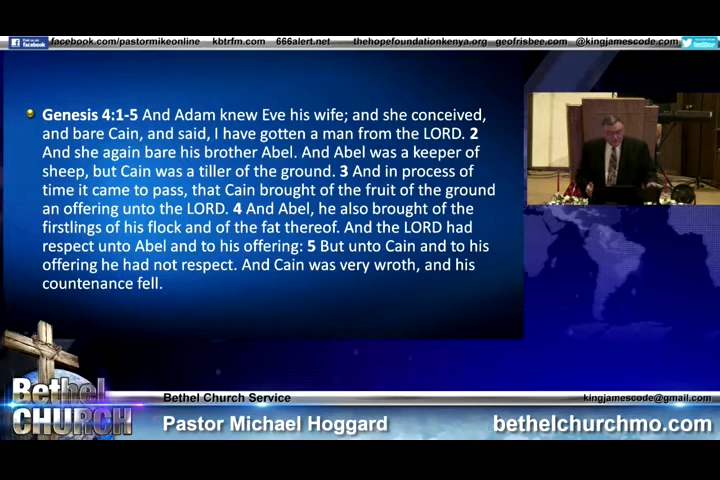 Find us on facebook
facebook.com/pastormikeonline kbtrfm.com 666alert.net thehopefoundationkenya.org geofrisbee.com @kingjamescode.com
Genesis 4:1-5 And Adam knew Eve his wife; and she conceived,
and bare Cain, and said, I have gotten a man from the LORD. 2
And she again bare his brother Abel. And Abel was a keeper of
sheep, but Cain was a tiller of the ground. 3 And in process of
time it came to pass, that Cain brought of the fruit of the ground
an offering unto the LORD. 4 And Abel, he also brought of the
firstlings of his flock and of the fat thereof. And the LORD had
respect unto Abel and to his offering: 5 But unto Cain and to his
offering he had not respect. And Cain was very wroth, and his
countenance fell.
Bethel
CHURCH
Bethel Church Service kingjamescode@gmail.com
Pastor Michael Hoggard bethelchurchmo.com